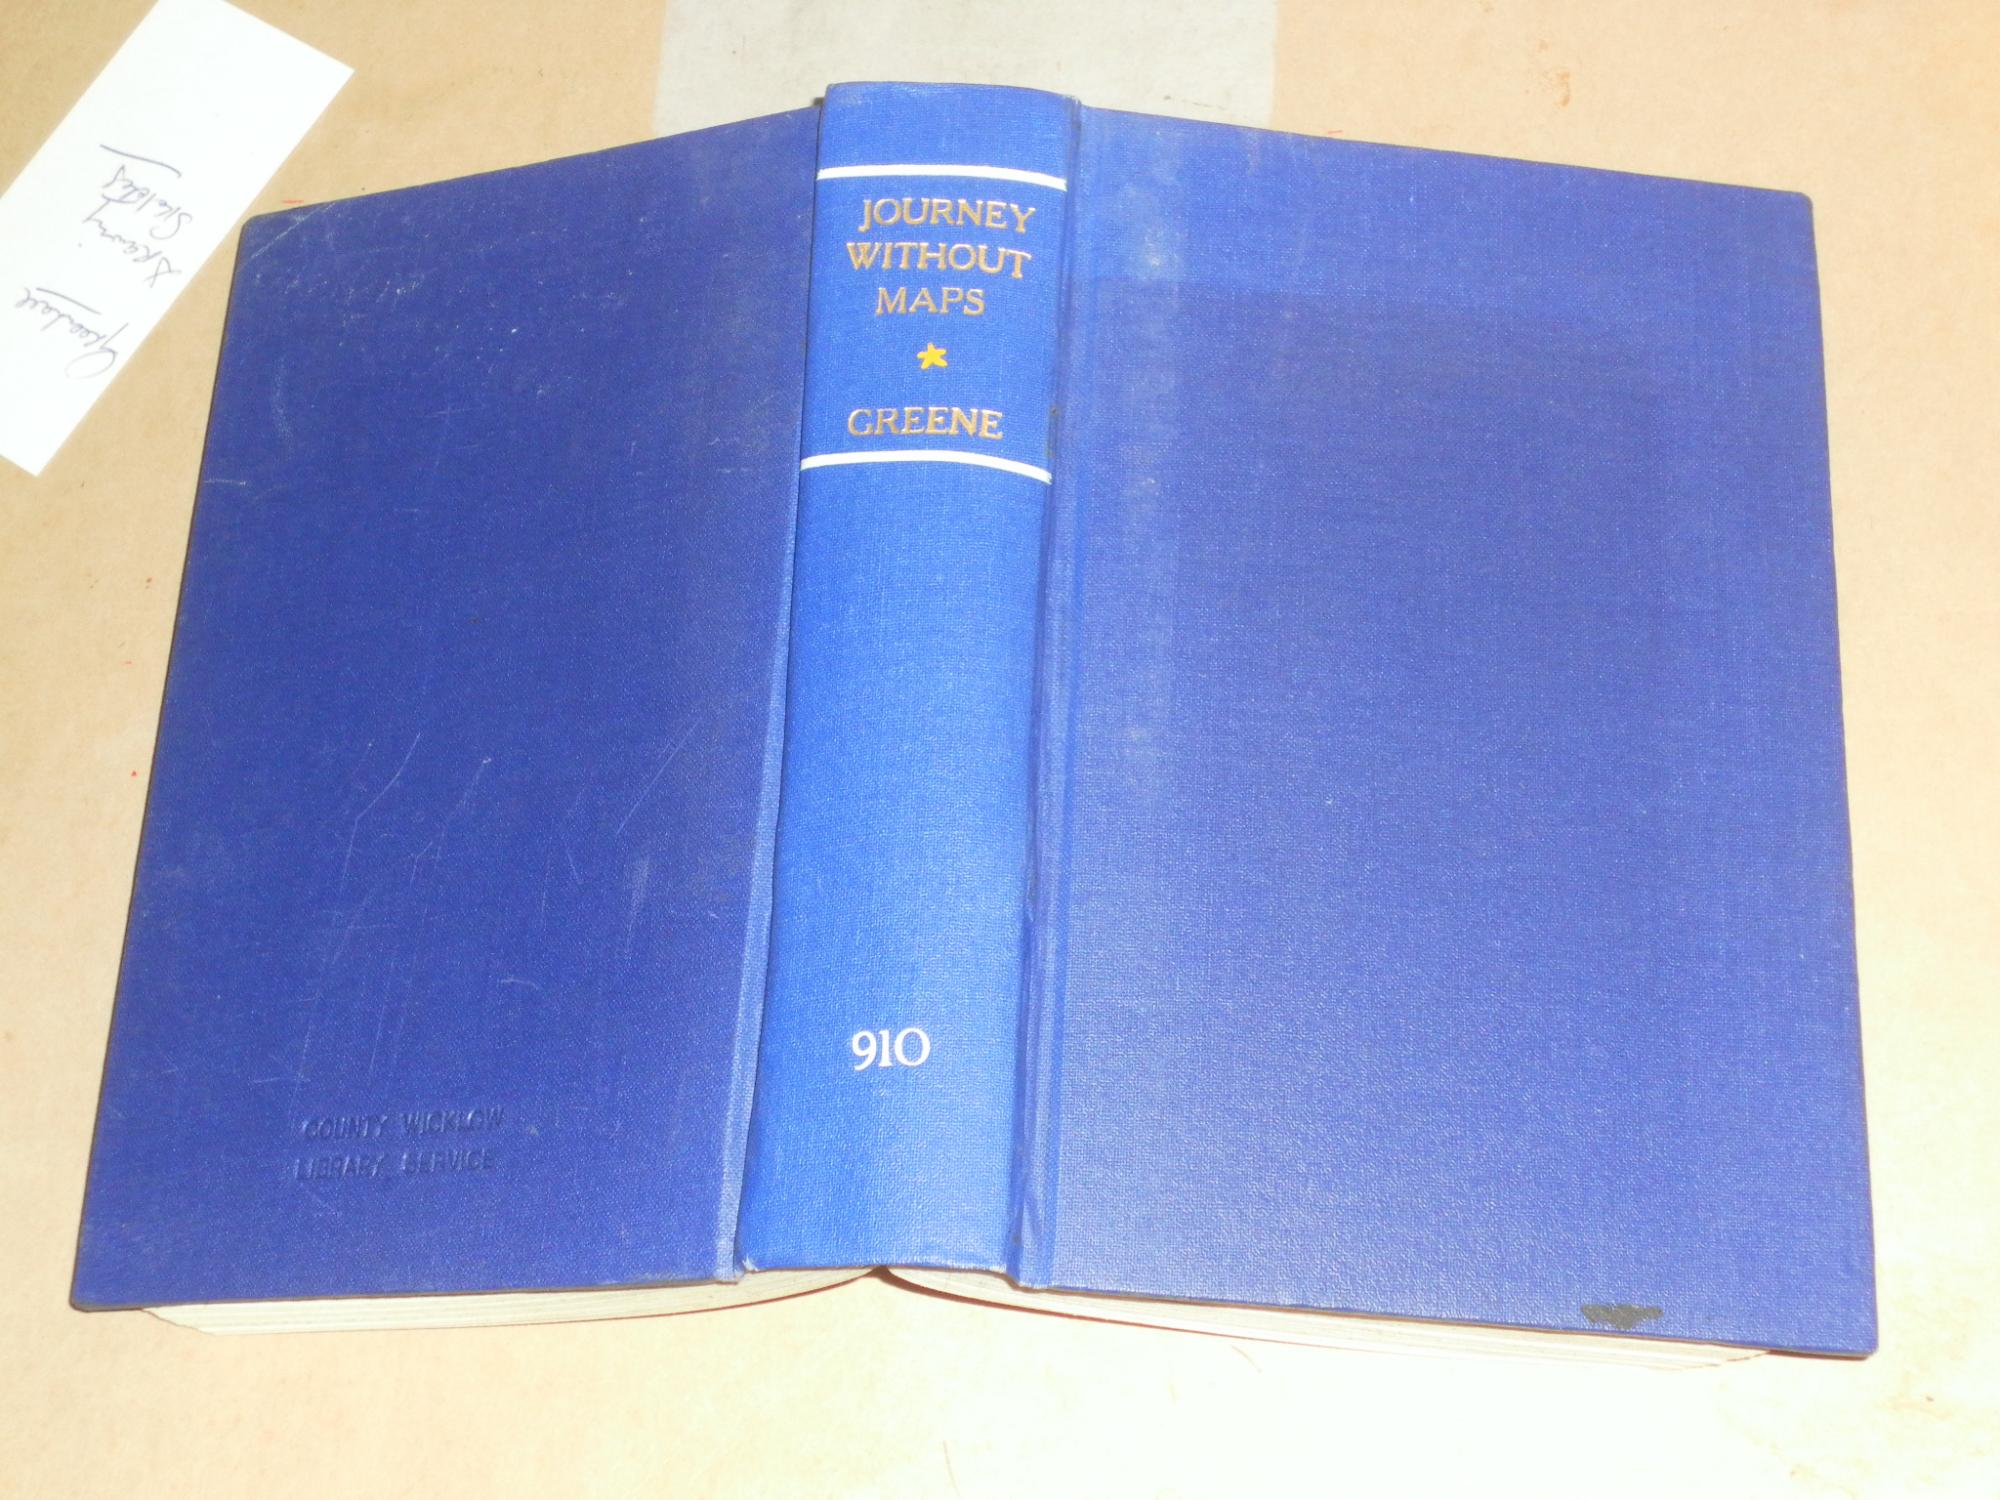 JOURNEY
WITHOUT
MAPS
GREENE
910
COUNTY WICKLOW
LIBRARY SERVICE